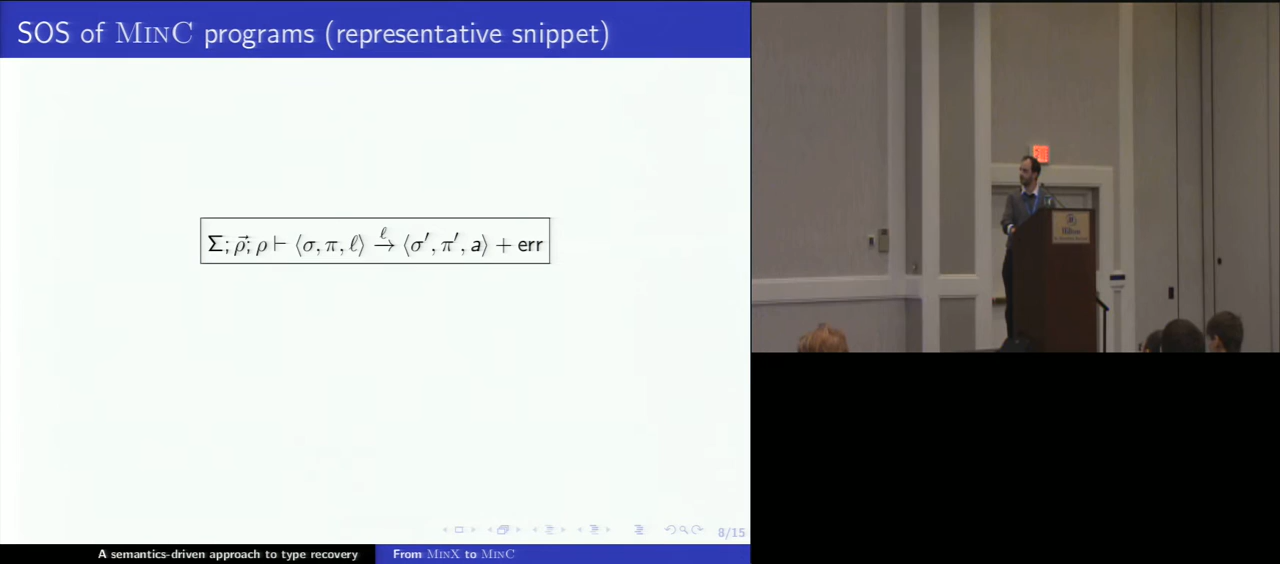 SOS of MINC programs (representative snippet)
Σ; ρ⃗; ρ ⊢ ⟨σ, π, ℓ⟩ →^ℓ ⟨σ′, π′, a⟩ + err
8/15
A semantics-driven approach to type recovery
From MINX to MINC
Hilton